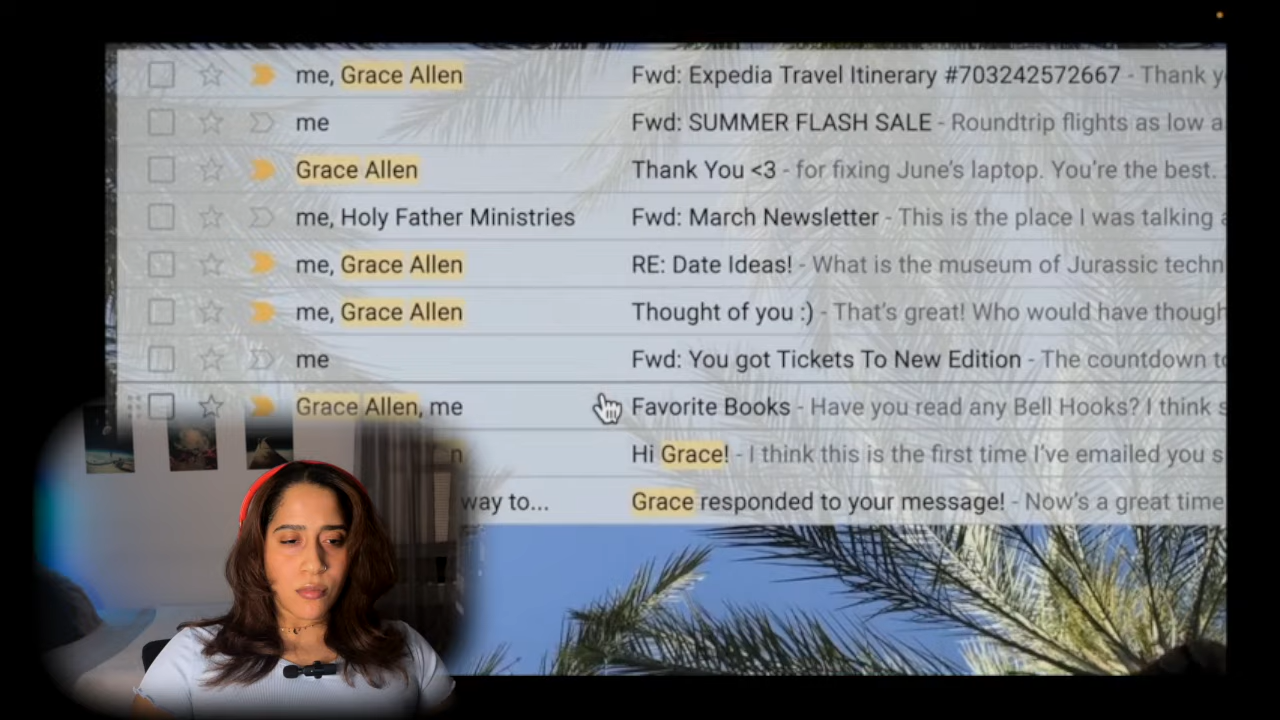 me, Grace Allen Fwd: Expedia Travel Itinerary #703242572667 - Thank y
me Fwd: SUMMER FLASH SALE - Roundtrip flights as low a
Grace Allen Thank You <3 - for fixing June's laptop. You're the best.
me, Holy Father Ministries Fwd: March Newsletter - This is the place I was talking a
me, Grace Allen RE: Date Ideas! - What is the museum of Jurassic techn
me, Grace Allen Thought of you :) - That's great! Who would have though
me Fwd: You got Tickets To New Edition - The countdown to
Grace Allen, me Favorite Books - Have you read any Bell Hooks? I think s
n Hi Grace! - I think this is the first time I've emailed you s
way to... Grace responded to your message! - Now's a great time